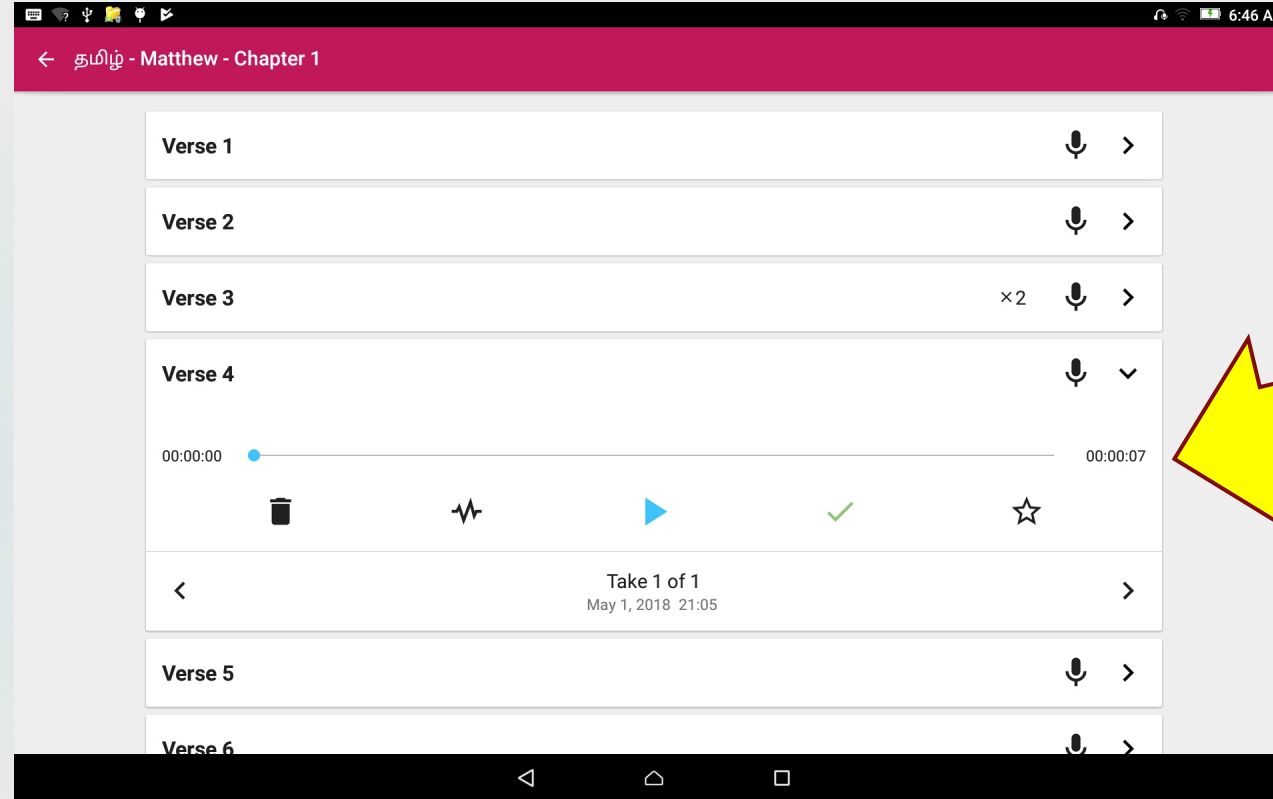 6:46 A
தமிழ் - Matthew - Chapter 1
Verse 1
Verse 2
Verse 3 ×2
Verse 4
00:00:00 00:00:07
Take 1 of 1
May 1, 2018 21:05
Verse 5
Verse 6